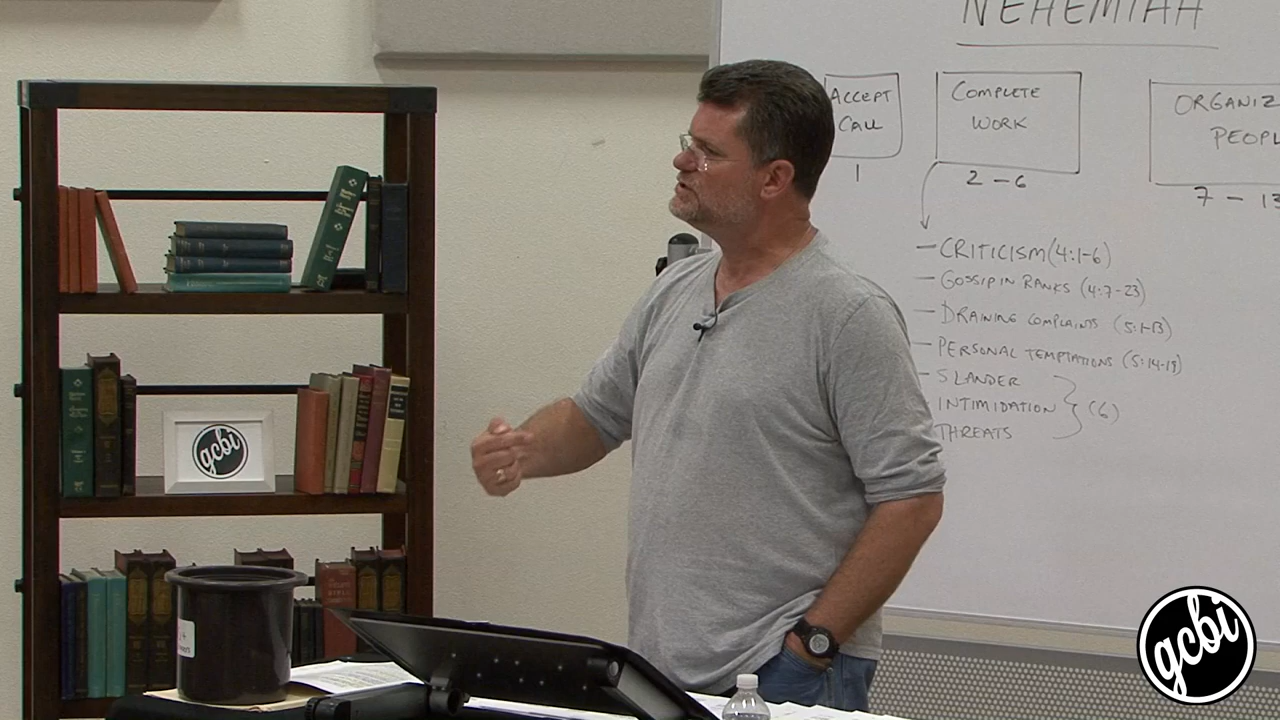 NEHEMIAH
ACCEPT
CALL
1
COMPLETE
WORK
2-6
ORGANIZ
PEOPL
7-13
- CRITICISM (4:1-6)
- GOSSIP IN RANKS (4:7-23)
- DRAINING COMPLAINTS (5:1-13)
- PERSONAL TEMPTATIONS (5:14-19)
- SLANDER
INTIMIDATION } (6)
THREATS
gcbi
gcbi